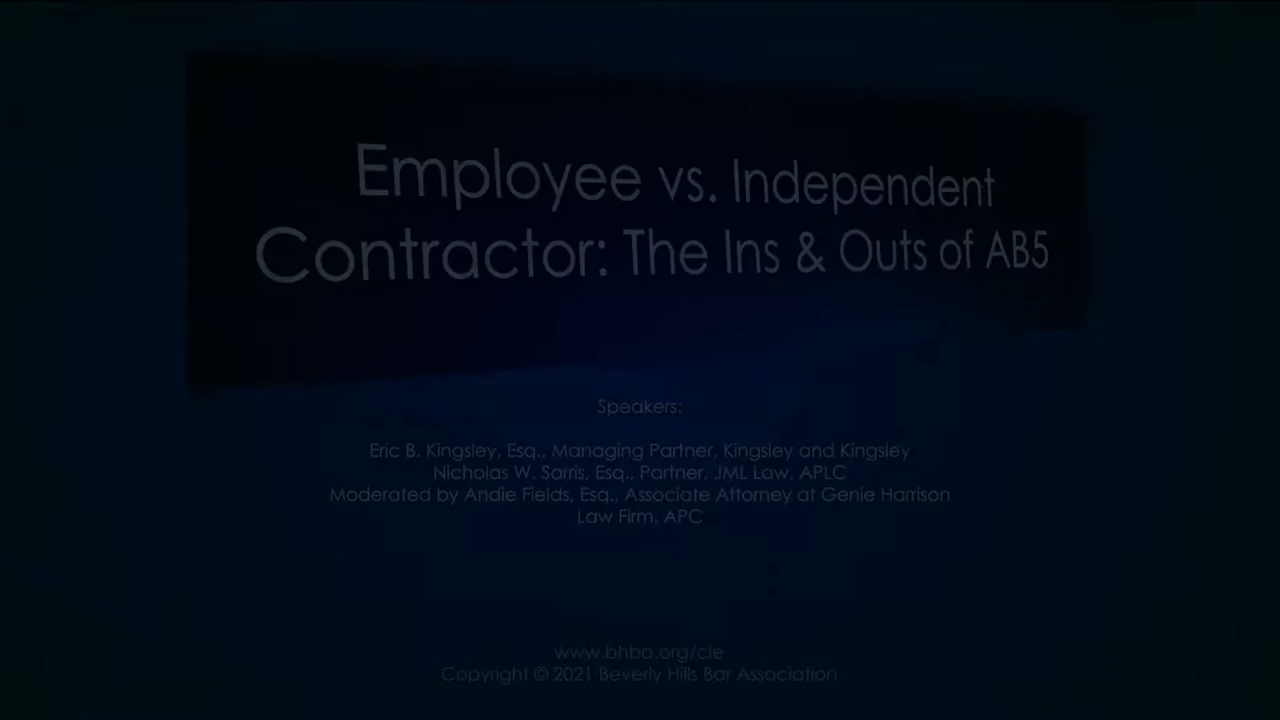 Employee vs. Independent
Contractor: The Ins & Outs of AB5
Speakers:
Eric B. Kingsley, Esq., Managing Partner, Kingsley and Kingsley
Nicholas W. Sarris, Esq., Partner, JML Law, APLC
Moderated by Andie Fields, Esq., Associate Attorney at Genie Harrison
Law Firm, APC
www.bhba.org/cle
Copyright © 2021 Beverly Hills Bar Association